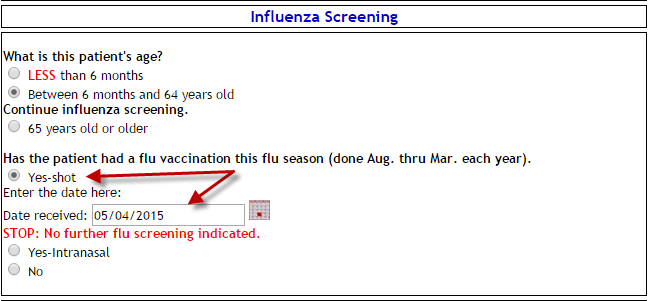 Influenza Screening
What is this patient's age?
LESS than 6 months
Between 6 months and 64 years old
Continue influenza screening.
65 years old or older
Has the patient had a flu vaccination this flu season (done Aug. thru Mar. each year).
Yes-shot
Enter the date here:
Date received: 05/04/2015
STOP: No further flu screening indicated.
Yes-Intranasal
No